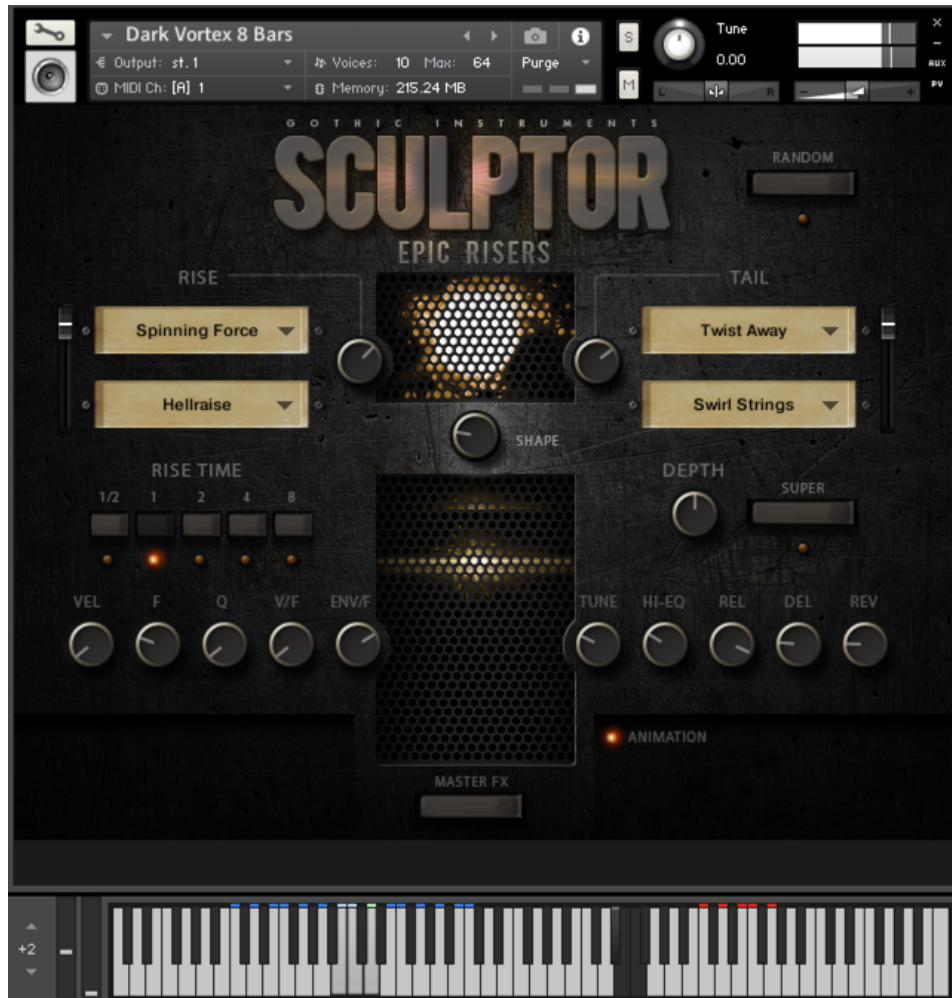 Dark Vortex 8 Bars
Output: st.1
Voices: 10 Max: 64
Purge
MIDI Ch: [A] 1
Memory: 215.24 MB
S
M
Tune
0.00
L
R
- +
×
-
AUX
PV
GOTHIC INSTRUMENTS
SCULPTOR
EPIC RISERS
RANDOM
RISE
TAIL
Spinning Force
Twist Away
Hellraise
Swirl Strings
SHAPE
RISE TIME
DEPTH
1/2 1 2 4 8
SUPER
VEL F Q V/F ENV/F
TUNE HI-EQ REL DEL REV
ANIMATION
MASTER FX
+2